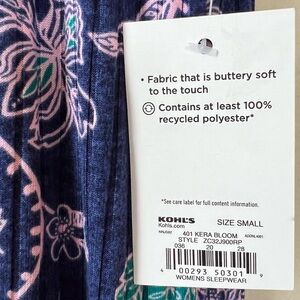 • Fabric that is buttery soft
to the touch
Contains at least 100%
recycled polyester*
*See care label for full content information.
KOHL'S
Kohls.com
SIZE SMALL
401 KERA BLOOM
STYLE ZC32J900RP
036 20 28
4 00293 50301 9
WOMENS SLEEPWEAR